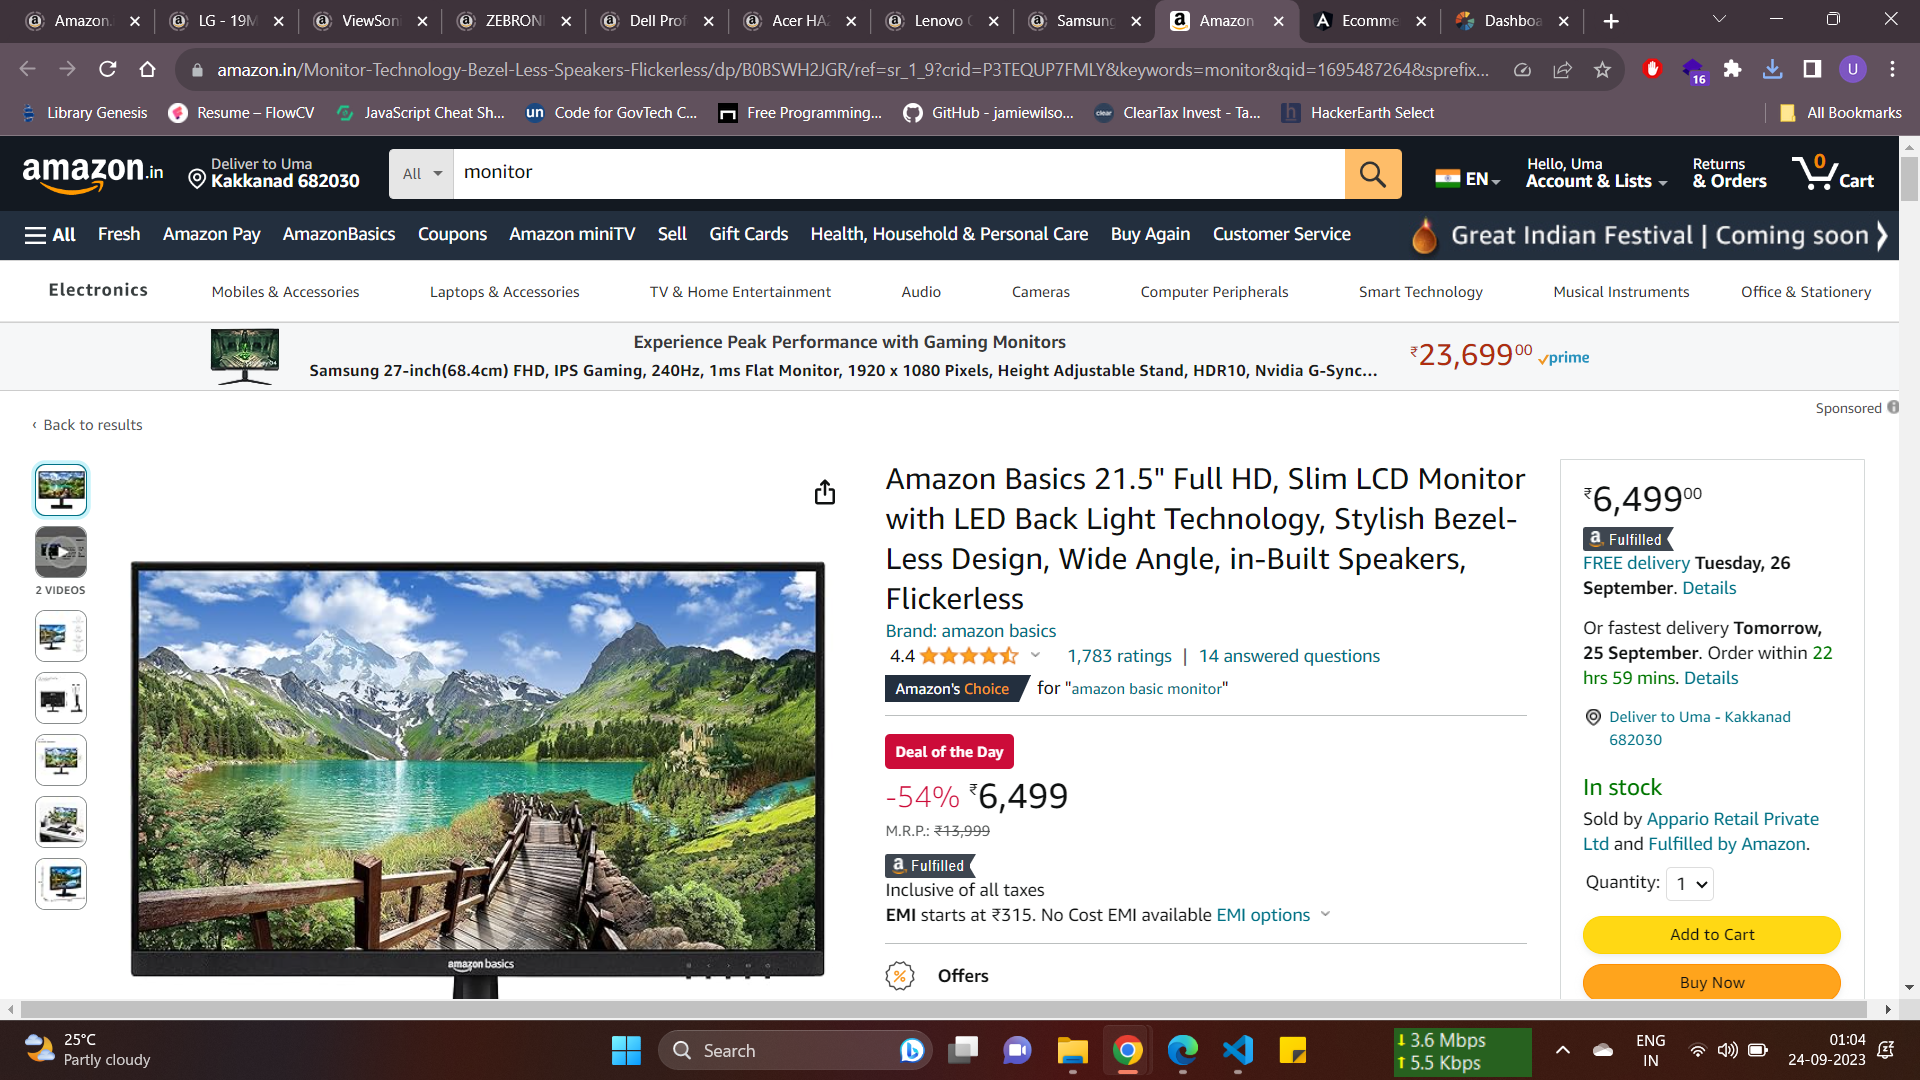 Amazon.
LG - 19M
ViewSoni
ZEBRONI
Dell Prof
Acer HA2
Lenovo
Samsung
Amazon
Ecomme
Dashboa
amazon.in/Monitor-Technology-Bezel-Less-Speakers-Flickerless/dp/B0BSWH2JGR/ref=sr_1_9?crid=P3TEQUP7FMLY&keywords=monitor&qid=1695487264&sprefix...
16
U
Library Genesis
Resume – FlowCV
JavaScript Cheat Sh...
un
Code for GovTech C...
Free Programming...
GitHub - jamiewilso...
clear
ClearTax Invest - Ta...
h
HackerEarth Select
All Bookmarks
amazon.in
Deliver to Uma
Kakkanad 682030
All
monitor
EN
Hello, Uma
Account & Lists
Returns
& Orders
0
Cart
All
Fresh
Amazon Pay
AmazonBasics
Coupons
Amazon miniTV
Sell
Gift Cards
Health, Household & Personal Care
Buy Again
Customer Service
Great Indian Festival | Coming soon
Electronics
Mobiles & Accessories
Laptops & Accessories
TV & Home Entertainment
Audio
Cameras
Computer Peripherals
Smart Technology
Musical Instruments
Office & Stationery
Experience Peak Performance with Gaming Monitors
Samsung 27-inch(68.4cm) FHD, IPS Gaming, 240Hz, 1ms Flat Monitor, 1920 x 1080 Pixels, Height Adjustable Stand, HDR10, Nvidia G-Sync...
₹23,69900 prime
Sponsored
‹ Back to results
2 VIDEOS
amazon basics
Amazon Basics 21.5" Full HD, Slim LCD Monitor
with LED Back Light Technology, Stylish Bezel-
Less Design, Wide Angle, in-Built Speakers,
Flickerless
Brand: amazon basics
4.4
1,783 ratings | 14 answered questions
Amazon's Choice for "amazon basic monitor"
Deal of the Day
-54% ₹6,499
M.R.P.: ₹13,999
a Fulfilled
Inclusive of all taxes
EMI starts at ₹315. No Cost EMI available EMI options
Offers
₹6,49900
a Fulfilled
FREE delivery Tuesday, 26
September. Details
Or fastest delivery Tomorrow,
25 September. Order within 22
hrs 59 mins. Details
Deliver to Uma - Kakkanad
682030
In stock
Sold by Appario Retail Private
Ltd and Fulfilled by Amazon.
Quantity: 1
Add to Cart
Buy Now
25°C
Partly cloudy
Search
3.6 Mbps
5.5 Kbps
ENG
IN
01:04
24-09-2023